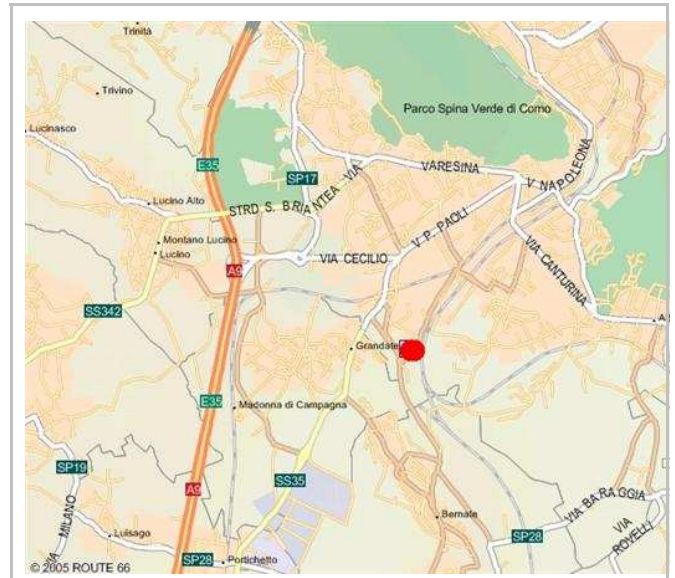 Trinità
Trivino
Parco Spina Verde di Como
Lucinasco
E35
VARESINA
V NAPOLEONA
SP17
STRD S. BRIANTEA VIA
Lucino Alto
V P. PAOLI
Montano Lucino
Lucino
VIA CECILIO
VIA CANTURINA
A9
SS342
A
Grandate
E35
Madonna di Campagna
SP19
SS35
A9
VIA BARAGGIA
VIA MILANO
Bernate
VIA ROVELLI
Luisago
SP28
SP28
Portichetto
© 2005 ROUTE 66